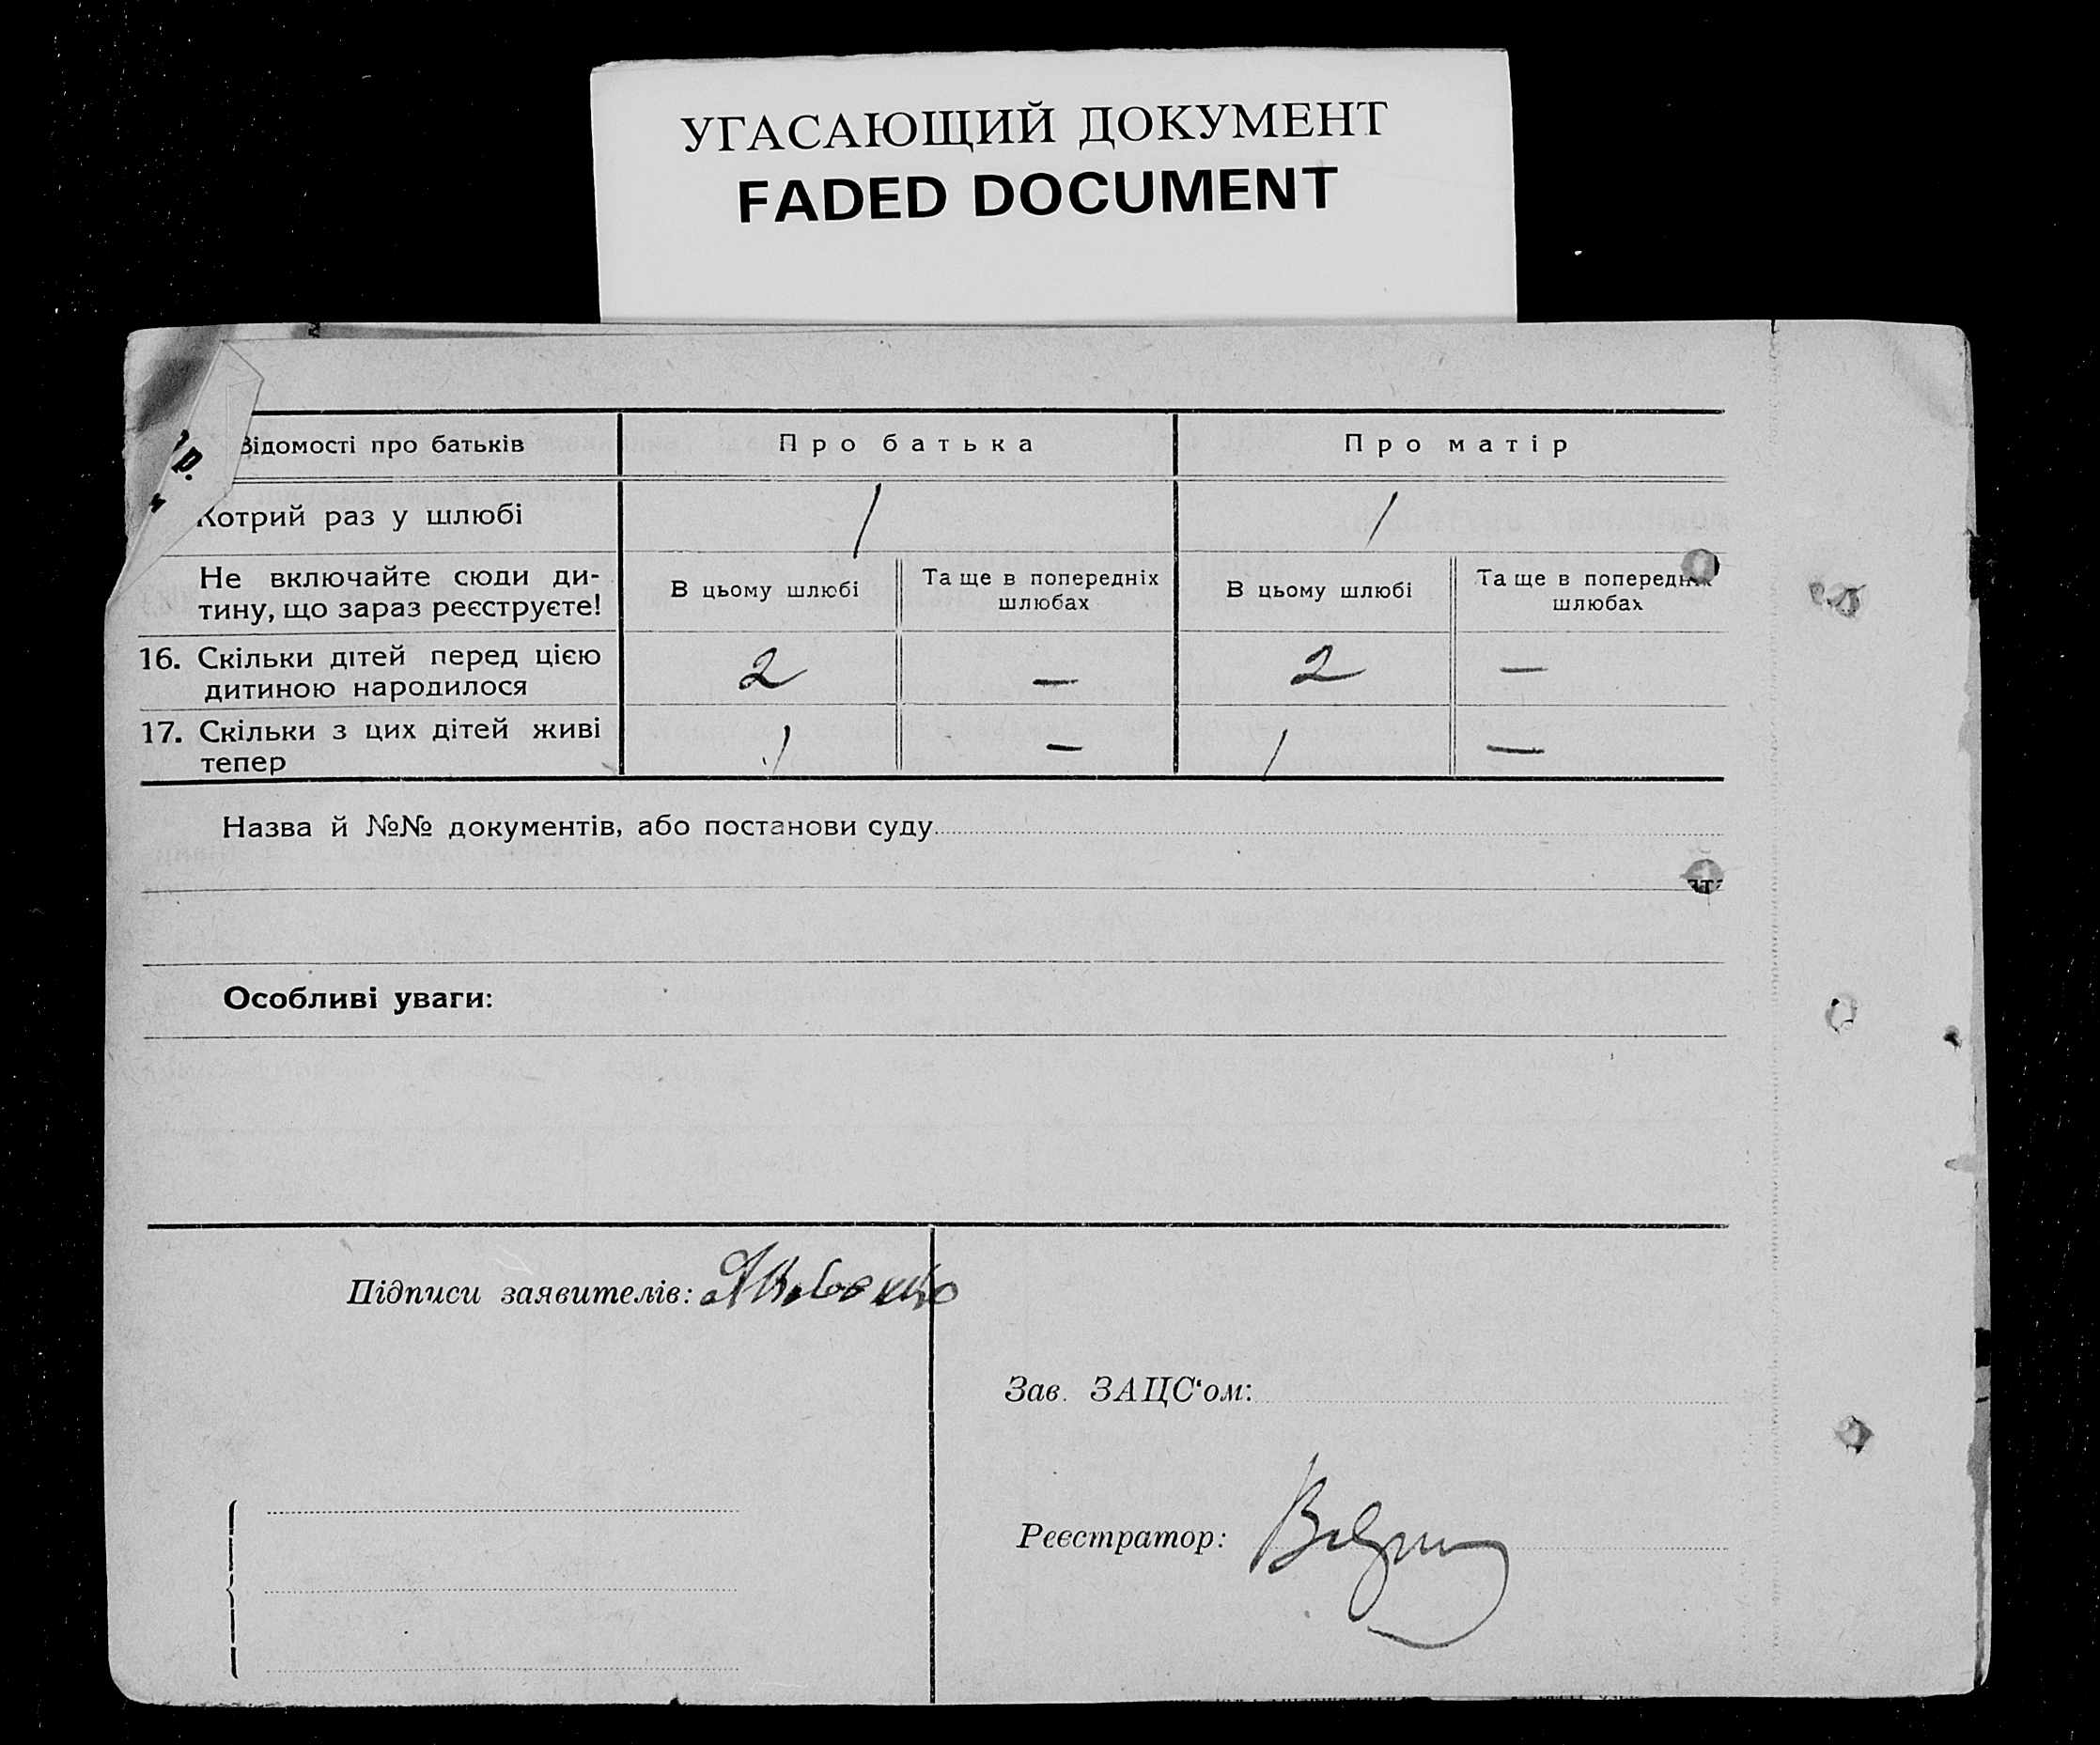 УГАСАЮЩИЙ ДОКУМЕНТ
FADED DOCUMENT
р.
Відомості про батьків Про батька Про матір
Котрий раз у шлюбі 1 1
Не включайте сюди ди-
тину, що зараз реєструєте!
В цьому шлюбі
Та ще в попередніх
шлюбах
В цьому шлюбі
Та ще в попередніх
шлюбах
16. Скільки дітей перед цією
дитиною народилося
2 — 2 —
17. Скільки з цих дітей живі
тепер
1 — 1 —
Назва й №№ документів, або постанови суду
Особливі уваги:
Підписи заявителів:
Зав. ЗАЦС‘ом:
Реєстратор: